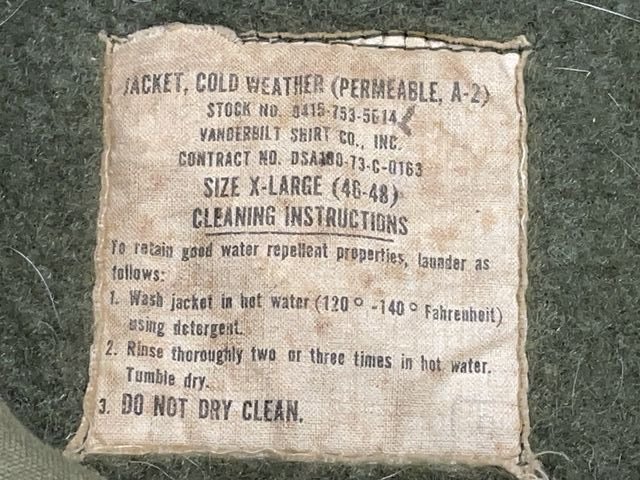 JACKET, COLD WEATHER (PERMEABLE, A-2)
STOCK NO. 8415-753-5614
VANDERBILT SHIRT CO., INC.
CONTRACT NO. DSA100-73-C-0163
SIZE X-LARGE (46-48)
CLEANING INSTRUCTIONS
To retain good water repellent properties, launder as
follows:
1. Wash jacket in hot water (120° -140° Fahrenheit)
using detergent.
2. Rinse thoroughly two or three times in hot water.
Tumble dry.
3. DO NOT DRY CLEAN.